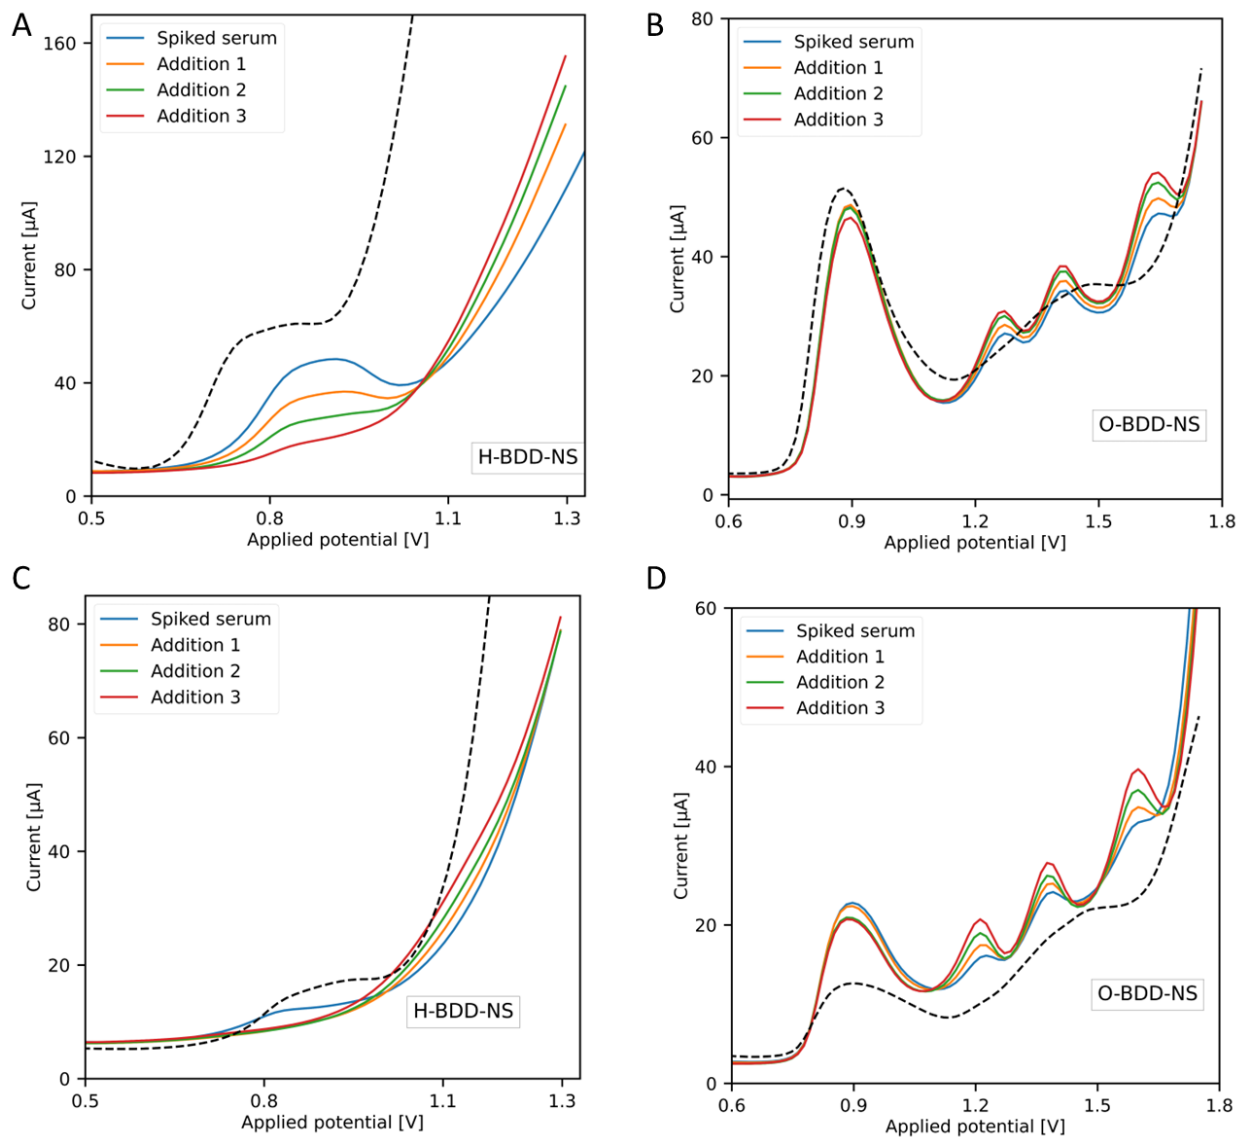 A
160
120
80
40
0
Current [µA]
Spiked serum
Addition 1
Addition 2
Addition 3
H-BDD-NS
0.5
0.8
1.1
1.3
Applied potential [V]
B
80
60
40
20
0
Current [µA]
Spiked serum
Addition 1
Addition 2
Addition 3
O-BDD-NS
0.6
0.9
1.2
1.5
1.8
Applied potential [V]
C
80
60
40
20
0
Current [µA]
Spiked serum
Addition 1
Addition 2
Addition 3
H-BDD-NS
0.5
0.8
1.1
1.3
Applied potential [V]
D
60
40
20
0
Current [µA]
Spiked serum
Addition 1
Addition 2
Addition 3
O-BDD-NS
0.6
0.9
1.2
1.5
1.8
Applied potential [V]